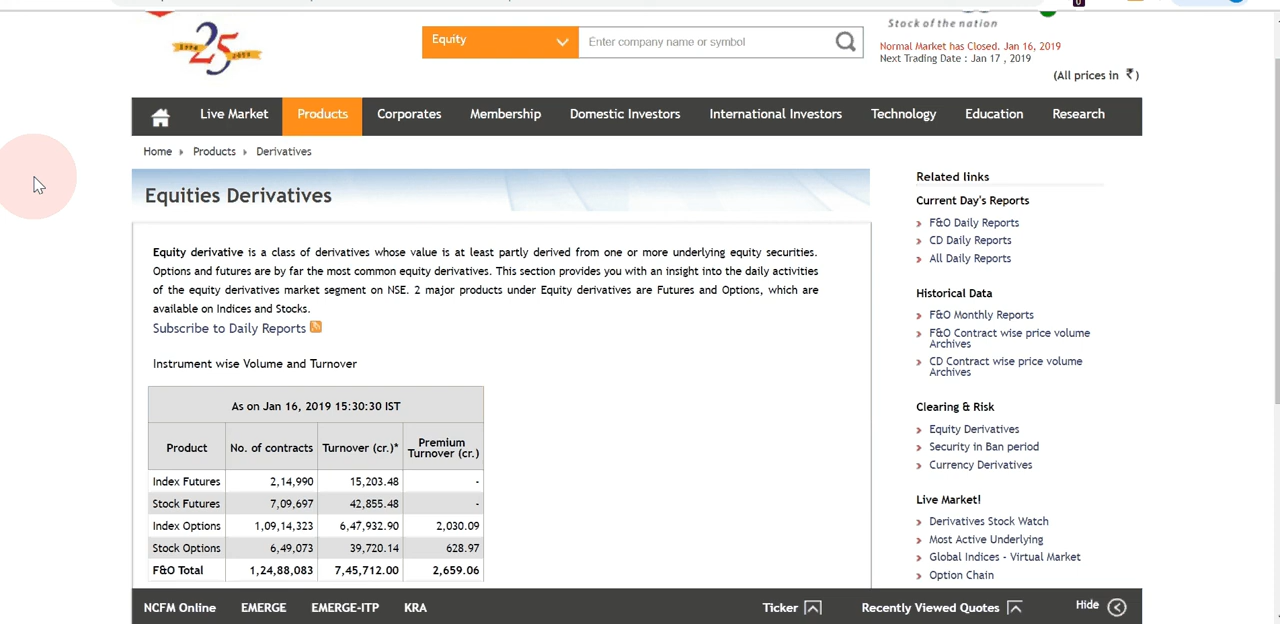 0
Stock of the nation
1994 25 2019
Equity
Enter company name or symbol
Normal Market has Closed. Jan 16, 2019
Next Trading Date : Jan 17 , 2019
(All prices in ₹)
Live Market Products Corporates Membership Domestic Investors International Investors Technology Education Research
Home Products Derivatives
Equities Derivatives
Equity derivative is a class of derivatives whose value is at least partly derived from one or more underlying equity securities.
Options and futures are by far the most common equity derivatives. This section provides you with an insight into the daily activities
of the equity derivatives market segment on NSE. 2 major products under Equity derivatives are Futures and Options, which are
available on Indices and Stocks.
Subscribe to Daily Reports
Instrument wise Volume and Turnover
As on Jan 16, 2019 15:30:30 IST
Product No. of contracts Turnover (cr.)* Premium
Turnover (cr.)
Index Futures 2,14,990 15,203.48 -
Stock Futures 7,09,697 42,855.48 -
Index Options 1,09,14,323 6,47,932.90 2,030.09
Stock Options 6,49,073 39,720.14 628.97
F&O Total 1,24,88,083 7,45,712.00 2,659.06
Related links
Current Day's Reports
F&O Daily Reports
CD Daily Reports
All Daily Reports
Historical Data
F&O Monthly Reports
F&O Contract wise price volume
Archives
CD Contract wise price volume
Archives
Clearing & Risk
Equity Derivatives
Security in Ban period
Currency Derivatives
Live Market!
Derivatives Stock Watch
Most Active Underlying
Global Indices - Virtual Market
Option Chain
NCFM Online EMERGE EMERGE-ITP KRA Ticker Recently Viewed Quotes Hide